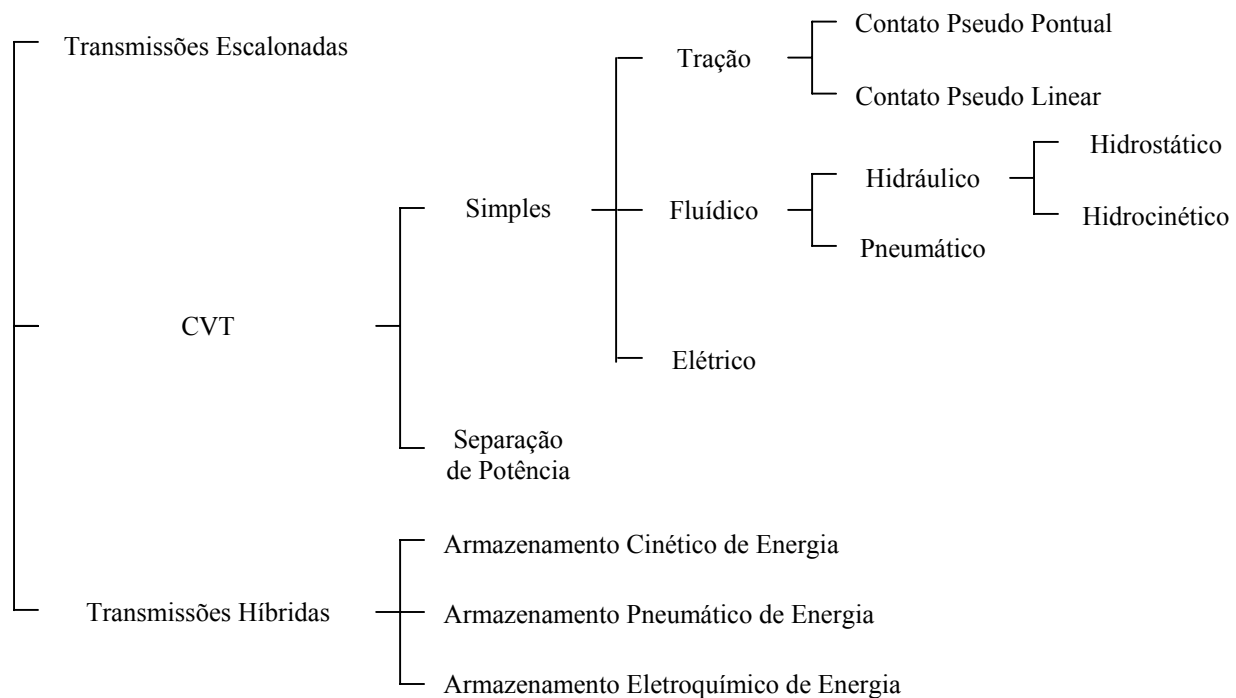 Transmissões Escalonadas
CVT
Simples
Tração
Contato Pseudo Pontual
Contato Pseudo Linear
Fluídico
Hidráulico
Hidrostático
Hidrocinético
Pneumático
Elétrico
Separação
de Potência
Transmissões Híbridas
Armazenamento Cinético de Energia
Armazenamento Pneumático de Energia
Armazenamento Eletroquímico de Energia